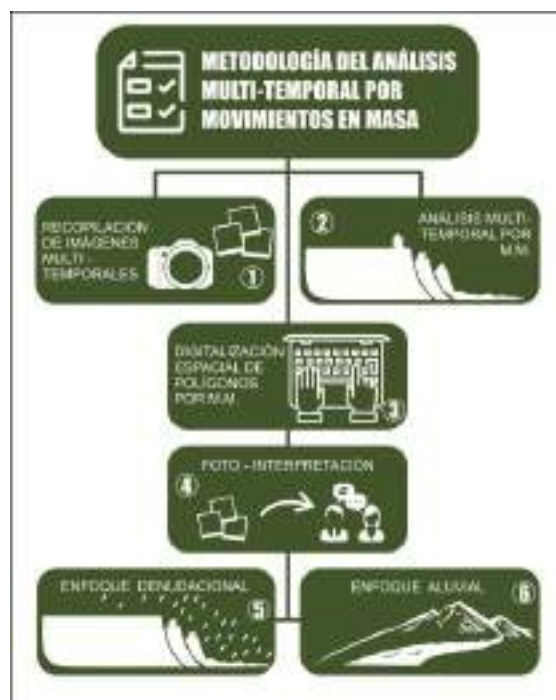 METODOLOGÍA DEL ANÁLISIS
MULTI-TEMPORAL POR
MOVIMIENTOS EN MASA
RECOPILACIÓN
DE IMÁGENES
MULTI -
TEMPORALES
1
2
ANÁLISIS MULTI-
TEMPORAL POR
M.M.
DIGITALIZACIÓN
ESPACIAL DE
POLÍGONOS
POR M.M
3
FOTO - INTERPRETACIÓN
4
ENFOQUE DENUDACIONAL
5
ENFOQUE ALUVIAL
6